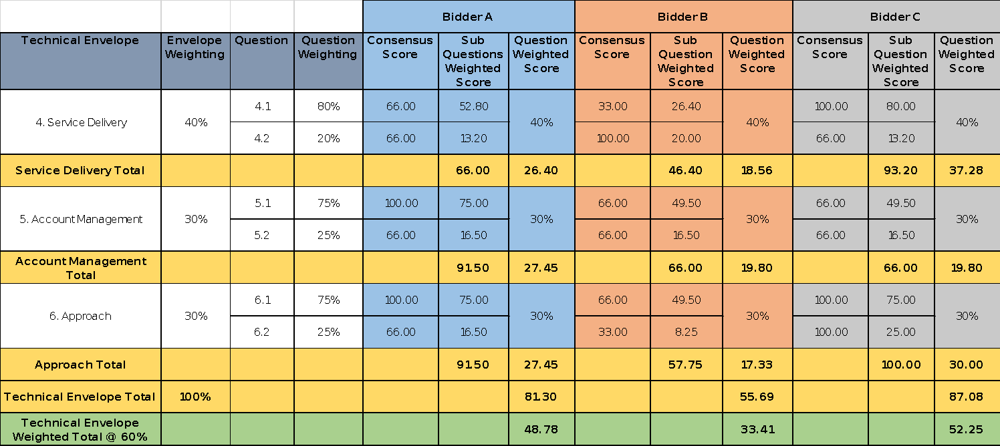 Bidder A Bidder B Bidder C
Technical Envelope Envelope Weighting Question Question Weighting Consensus Score Sub Questions Weighted Score Question Weighted Score Consensus Score Sub Question Weighted Score Question Weighted Score Consensus Score Sub Question Weighted Score Question Weighted Score
4. Service Delivery 40% 4.1 80% 66.00 52.80 40% 33.00 26.40 40% 100.00 80.00 40%
4.2 20% 66.00 13.20 100.00 20.00 66.00 13.20
Service Delivery Total 66.00 26.40 46.40 18.56 93.20 37.28
5. Account Management 30% 5.1 75% 100.00 75.00 30% 66.00 49.50 30% 66.00 49.50 30%
5.2 25% 66.00 16.50 66.00 16.50 66.00 16.50
Account Management Total 91.50 27.45 66.00 19.80 66.00 19.80
6. Approach 30% 6.1 75% 100.00 75.00 30% 66.00 49.50 30% 100.00 75.00 30%
6.2 25% 66.00 16.50 33.00 8.25 100.00 25.00
Approach Total 91.50 27.45 57.75 17.33 100.00 30.00
Technical Envelope Total 100% 81.30 55.69 87.08
Technical Envelope Weighted Total @ 60% 48.78 33.41 52.25